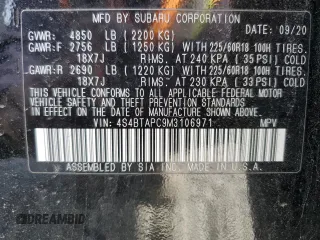 MFD BY SUBARU CORPORATION DATE: 09/20
GVWR: 4850 LB (2200 KG)
GAWR:F 2756 LB (1250 KG) WITH 225/60R18 100H TIRES.
18X7J RIMS AT 240 KPA (35 PSI) COLD
GAWR:R 2690 LB (1220 KG) WITH 225/60R18 100H TIRES.
18X7J RIMS AT 230 KPA (33 PSI) COLD
THIS VEHICLE CONFORMS TO ALL APPLICABLE FEDERAL
MOTOR VEHICLE SAFETY AND THEFT PREVENTION STANDARDS
IN EFFECT ON THE DATE OF MANUFACTURE SHOWN ABOVE.
VIN: 4S4BTAPC9M3106971 MPV
ASSEMBLED BY SIA INC. MADE IN U.S.A.
DREAMBID